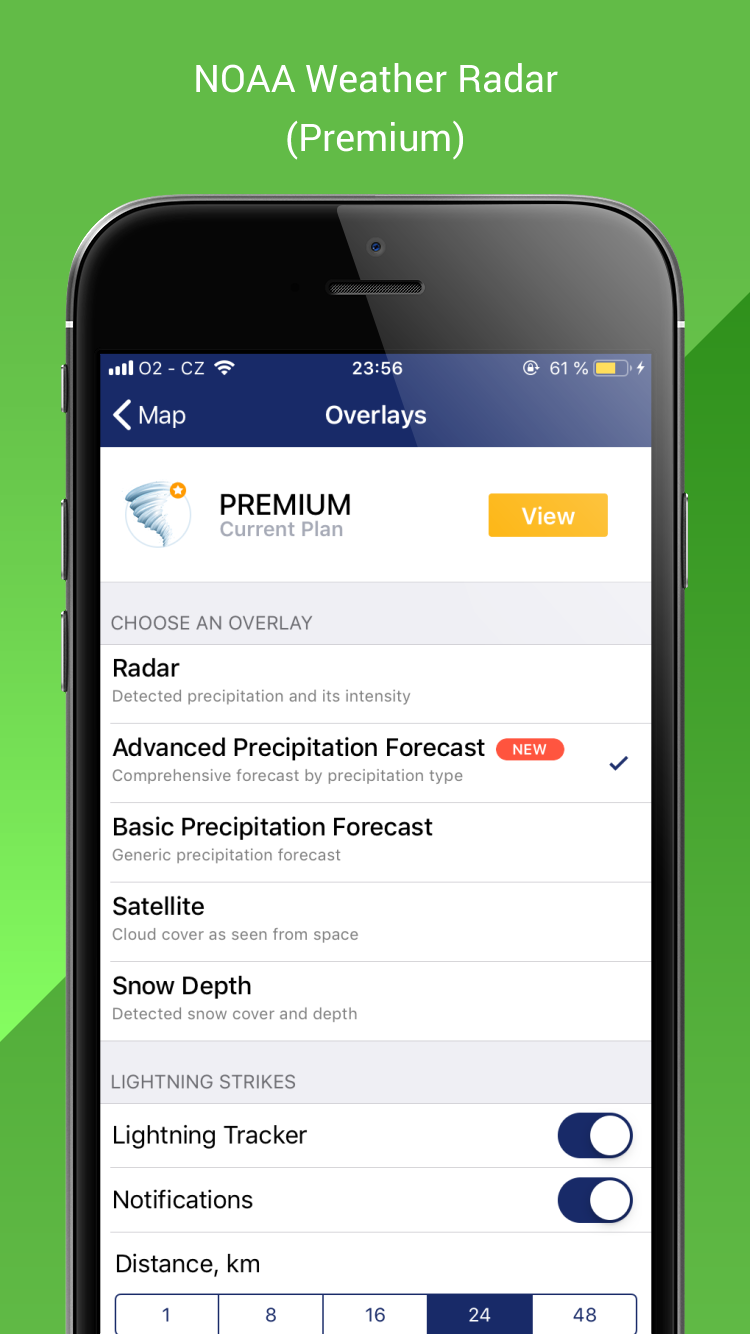 NOAA Weather Radar
(Premium)
O2 - CZ 23:56 61 %
Map Overlays
PREMIUM
Current Plan
View
CHOOSE AN OVERLAY
Radar
Detected precipitation and its intensity
Advanced Precipitation Forecast NEW
Comprehensive forecast by precipitation type
Basic Precipitation Forecast
Generic precipitation forecast
Satellite
Cloud cover as seen from space
Snow Depth
Detected snow cover and depth
LIGHTNING STRIKES
Lightning Tracker
Notifications
Distance, km
1 8 16 24 48